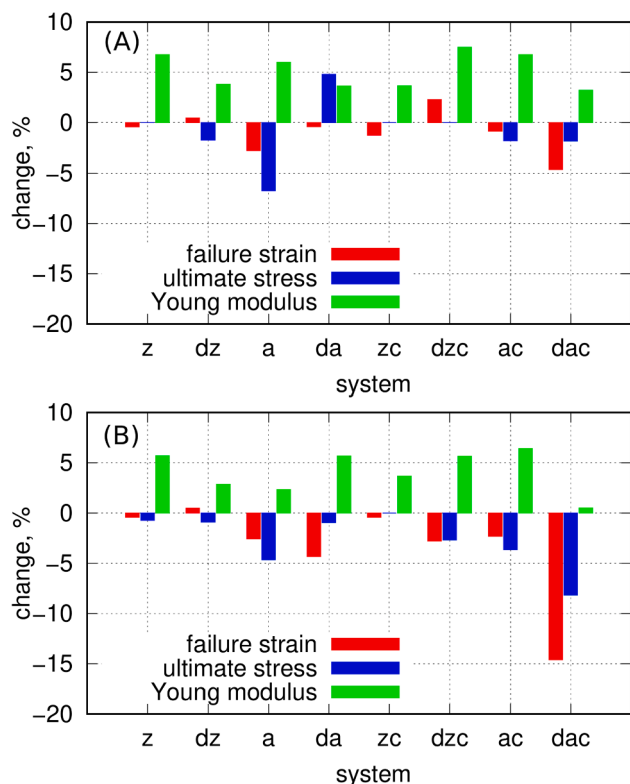 (A)
10
5
0
−5
−10
−15
−20
change, %
failure strain
ultimate stress
Young modulus
z dz a da zc dzc ac dac
system
(B)
10
5
0
−5
−10
−15
−20
change, %
failure strain
ultimate stress
Young modulus
z dz a da zc dzc ac dac
system